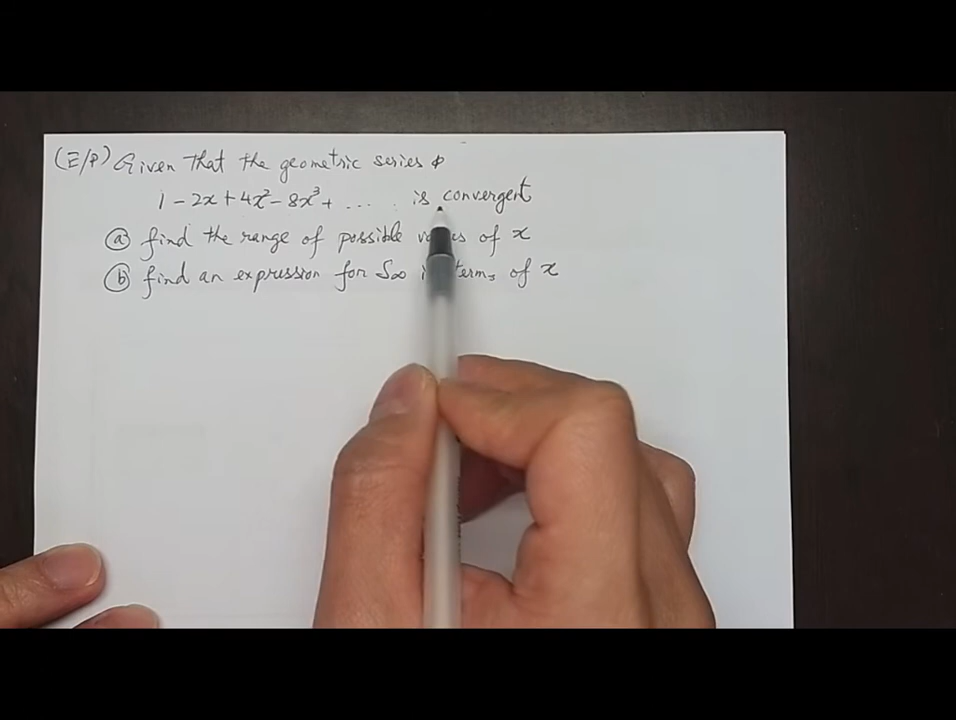 (E/P) Given that the geometric series
1 - 2x + 4x² - 8x³ + .... is convergent
ⓐ find the range of possible of x
ⓑ find an expression for S∞ terms of x